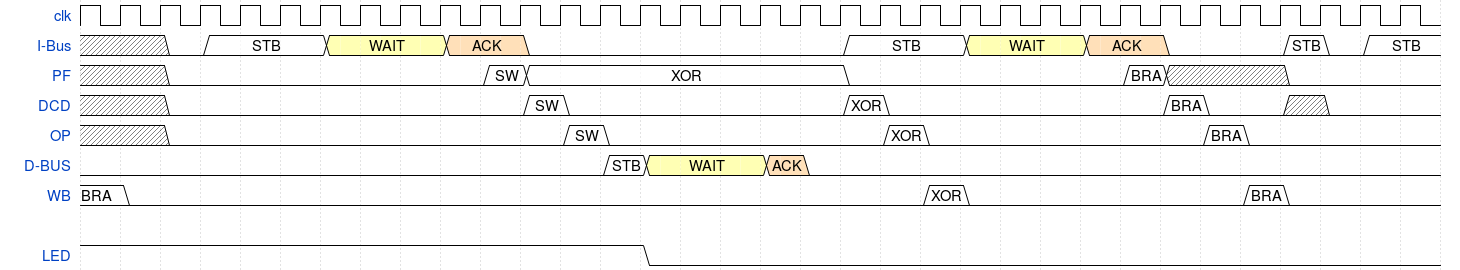 clk
I-Bus STB WAIT ACK STB WAIT ACK STB STB
PF SW XOR BRA
DCD SW XOR BRA
OP SW XOR BRA
D-BUS STB WAIT ACK
WB BRA XOR BRA
LED